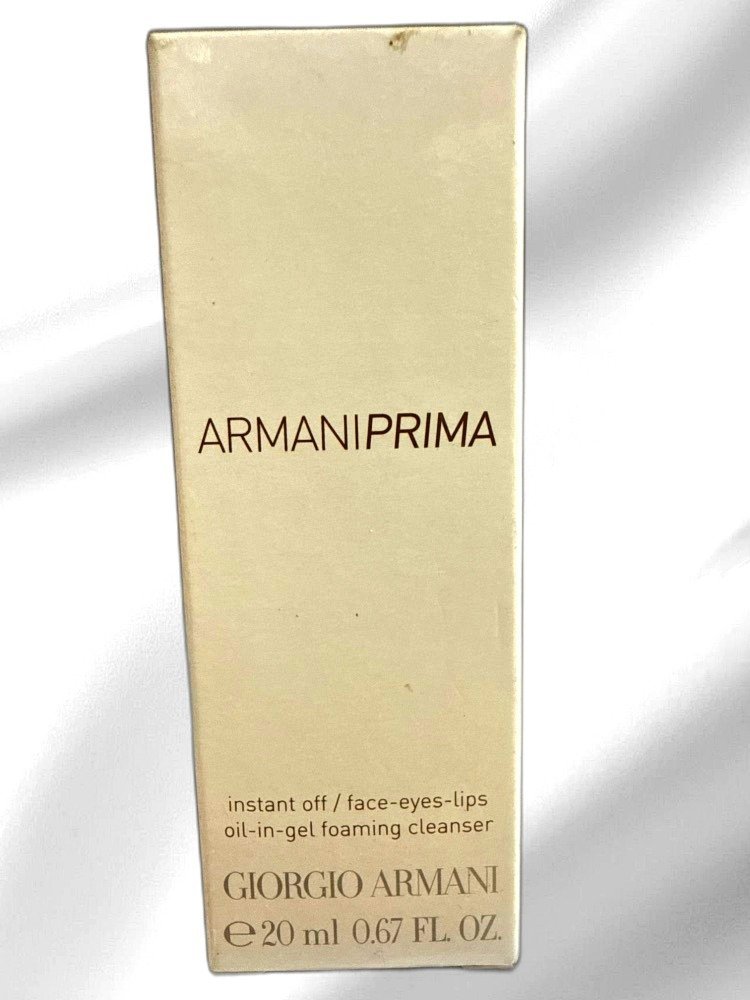 ARMANIPRIMA
instant off / face-eyes-lips
oil-in-gel foaming cleanser
GIORGIO ARMANI
℮ 20 ml 0.67 FL. OZ.